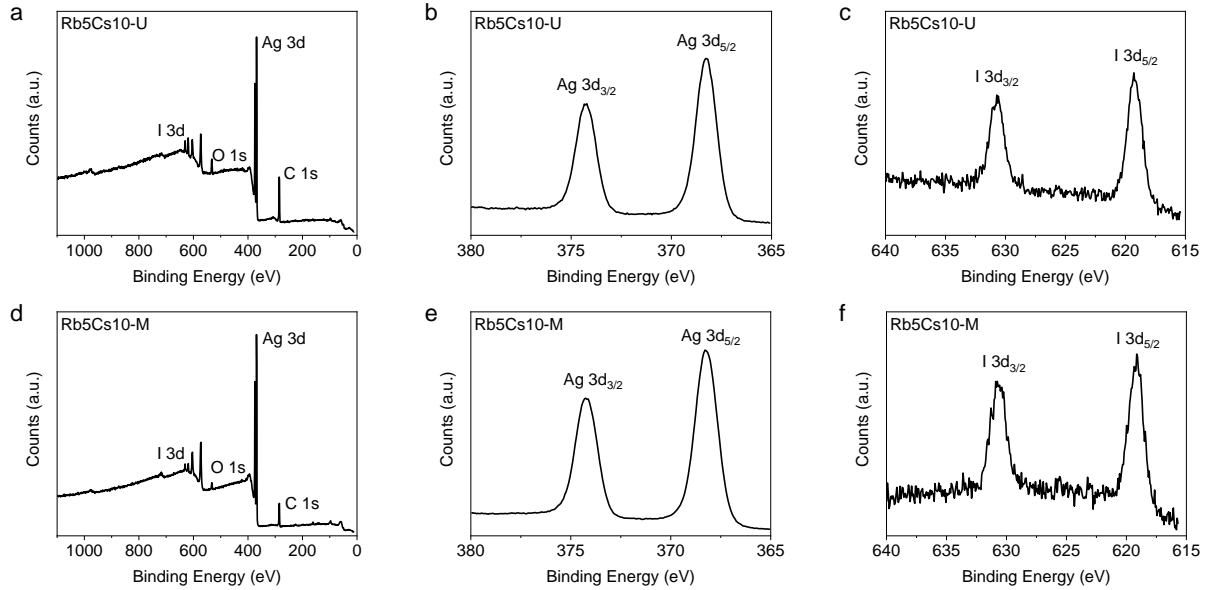 a
Rb5Cs10-U
Ag 3d
I 3d
O 1s
C 1s
Counts (a.u.)
1000 800 600 400 200 0
Binding Energy (eV)
b
Rb5Cs10-U
Ag 3d5/2
Ag 3d3/2
Counts (a.u.)
380 375 370 365
Binding Energy (eV)
c
Rb5Cs10-U
I 3d5/2
I 3d3/2
Counts (a.u.)
640 635 630 625 620 615
Binding Energy (eV)
d
Rb5Cs10-M
Ag 3d
I 3d
O 1s
C 1s
Counts (a.u.)
1000 800 600 400 200 0
Binding Energy (eV)
e
Rb5Cs10-M
Ag 3d5/2
Ag 3d3/2
Counts (a.u.)
380 375 370 365
Binding Energy (eV)
f
Rb5Cs10-M
I 3d5/2
I 3d3/2
Counts (a.u.)
640 635 630 625 620 615
Binding Energy (eV)